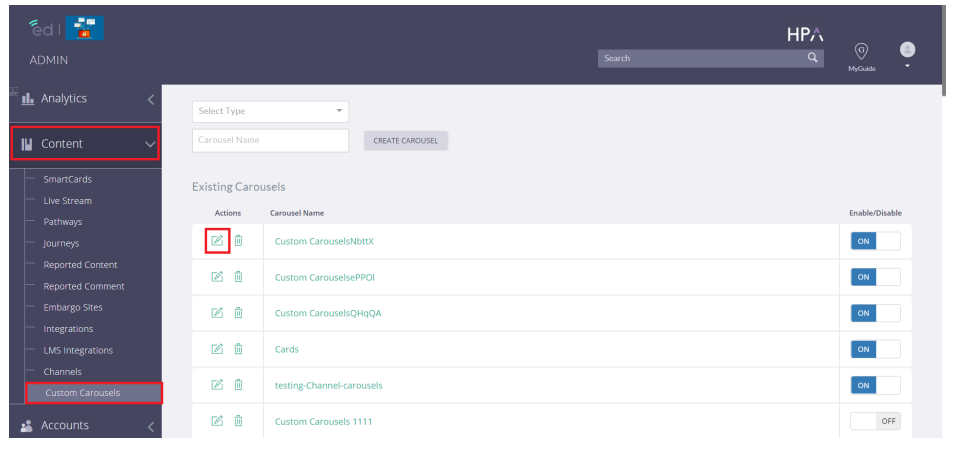 ed |
HPA
ADMIN
Search
G
MyGuide
Analytics
Select Type
Content
Carousel Name
CREATE CAROUSEL
SmartCards
Existing Carousels
Live Stream
Pathways
Actions Carousel Name Enable/Disable
Journeys
Custom CarouselsNbttX ON
Reported Content
Custom CarouselsePPOl ON
Reported Comment
Embargo Sites
Custom CarouselsQHqQA ON
Integrations
LMS Integrations
Cards ON
Channels
testing-Channel-carousels ON
Custom Carousels
Accounts
Custom Carousels 1111 OFF